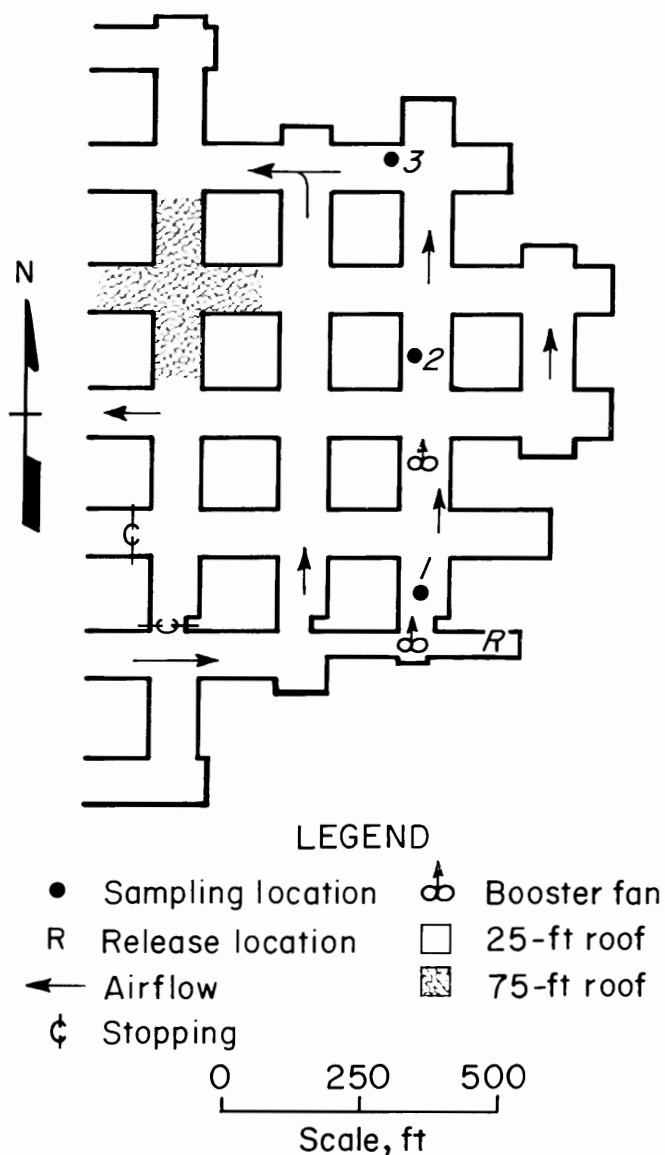 3
N
2
1
R
LEGEND
Sampling location
Booster fan
R Release location
25-ft roof
Airflow
75-ft roof
Stopping
0 250 500
Scale, ft